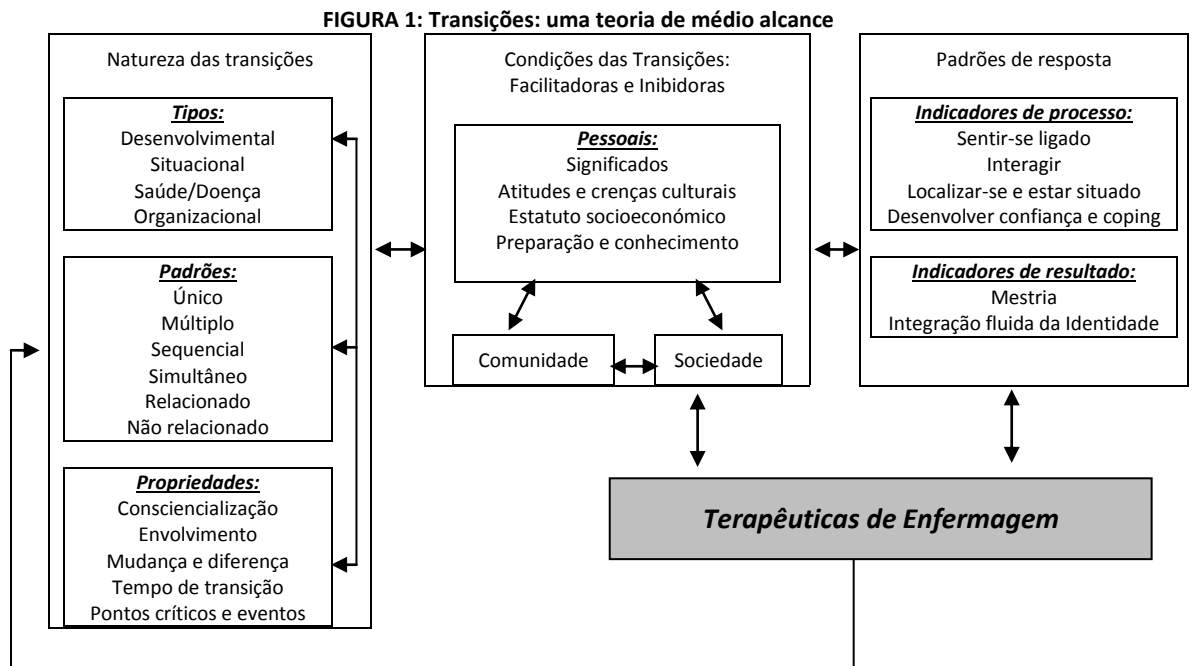 FIGURA 1: Transições: uma teoria de médio alcance
Natureza das transições
Tipos:
Desenvolvimental
Situacional
Saúde/Doença
Organizacional
Padrões:
Único
Múltiplo
Sequencial
Simultâneo
Relacionado
Não relacionado
Propriedades:
Consciencialização
Envolvimento
Mudança e diferença
Tempo de transição
Pontos críticos e eventos
Condições das Transições:
Facilitadoras e Inibidoras
Pessoais:
Significados
Atitudes e crenças culturais
Estatuto socioeconómico
Preparação e conhecimento
Comunidade
Sociedade
Padrões de resposta
Indicadores de processo:
Sentir-se ligado
Interagir
Localizar-se e estar situado
Desenvolver confiança e coping
Indicadores de resultado:
Mestria
Integração fluida da Identidade
Terapêuticas de Enfermagem